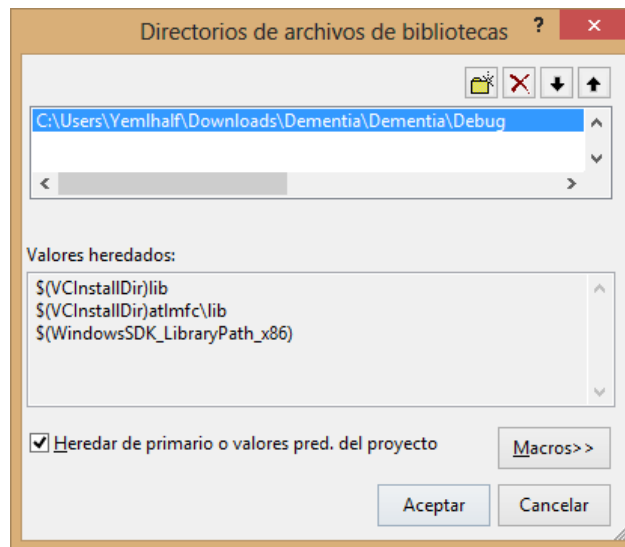 Directorios de archivos de bibliotecas
C:\Users\Yemlhalf\Downloads\Dementia\Dementia\Debug
Valores heredados:
$(VCInstallDir)lib
$(VCInstallDir)atlmfc\lib
$(WindowsSDK_LibraryPath_x86)
Heredar de primario o valores pred. del proyecto
Macros>>
Aceptar
Cancelar